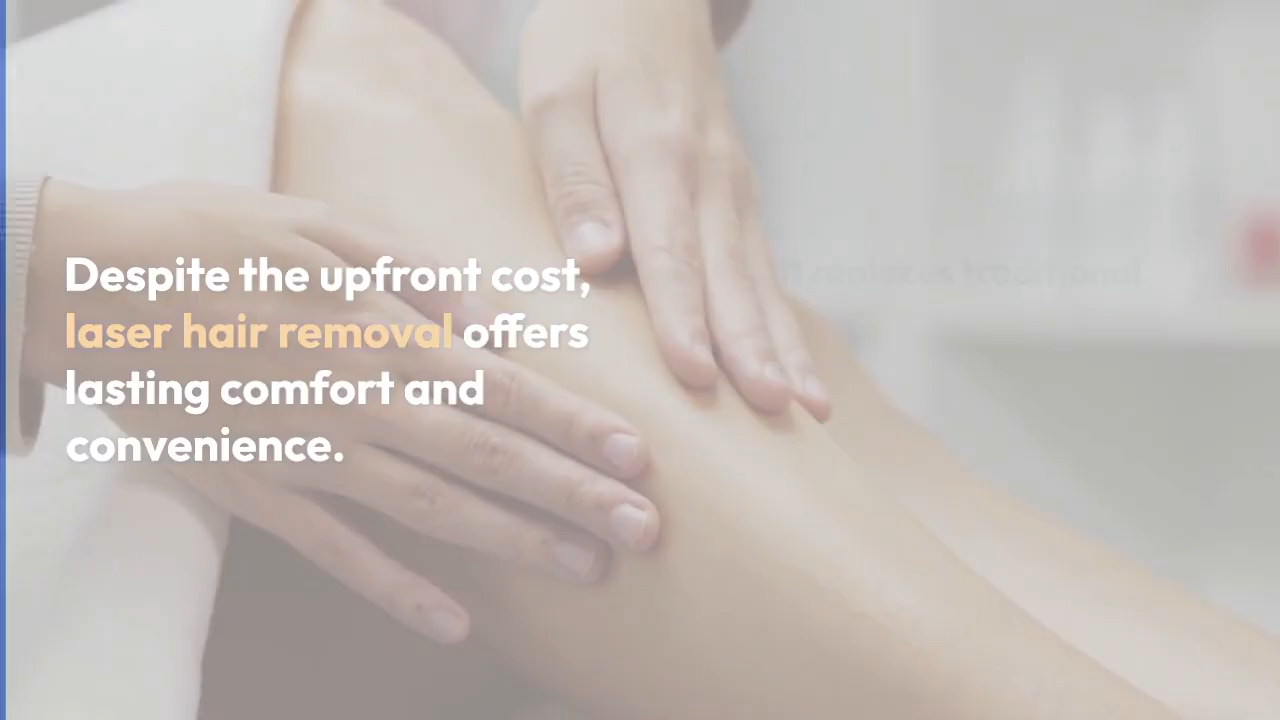 Despite the upfront cost,
laser hair removal offers
lasting comfort and
convenience.